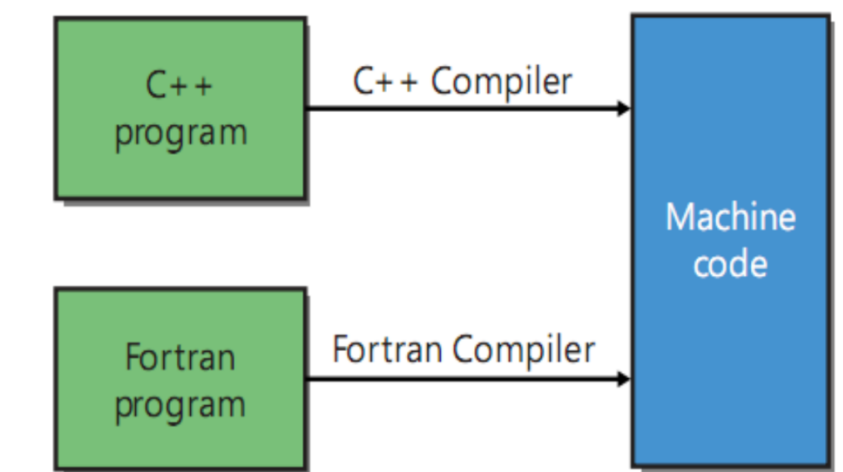 C++
program
C++ Compiler
Machine
code
Fortran
program
Fortran Compiler